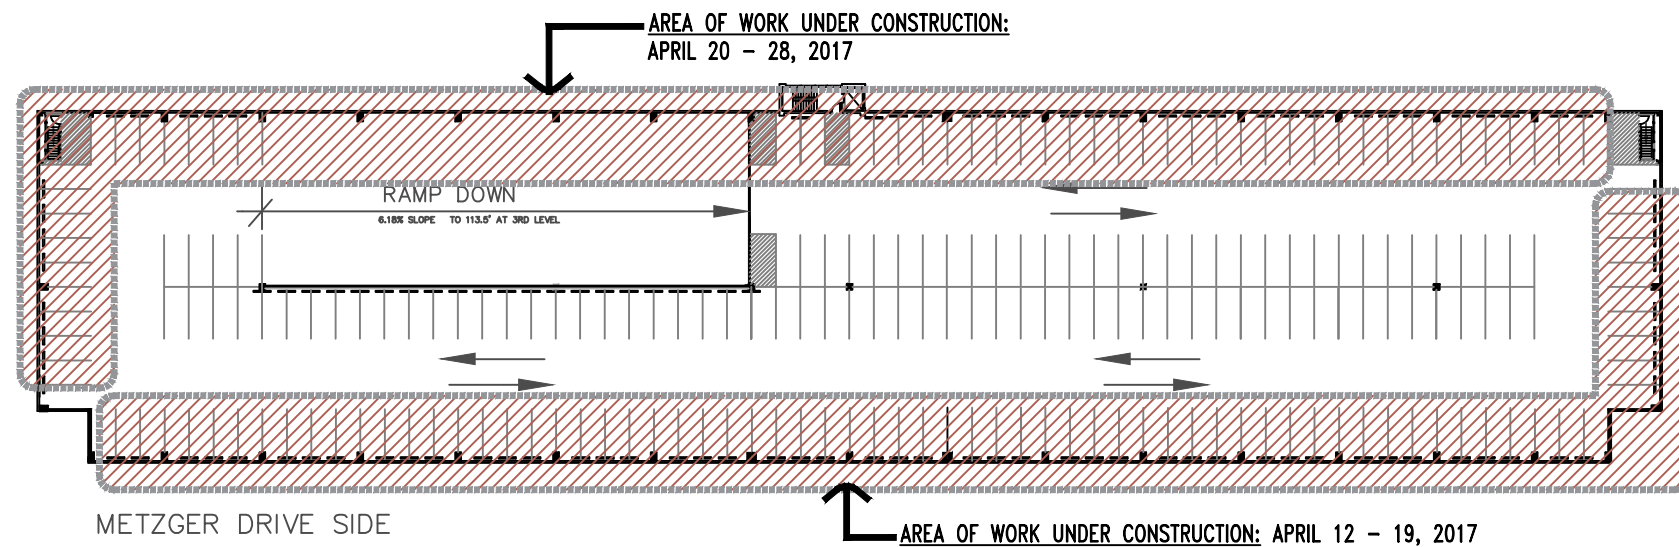 AREA OF WORK UNDER CONSTRUCTION:
APRIL 20 - 28, 2017
RAMP DOWN
6.18% SLOPE TO 113.5' AT 3RD LEVEL
METZGER DRIVE SIDE
AREA OF WORK UNDER CONSTRUCTION: APRIL 12 - 19, 2017